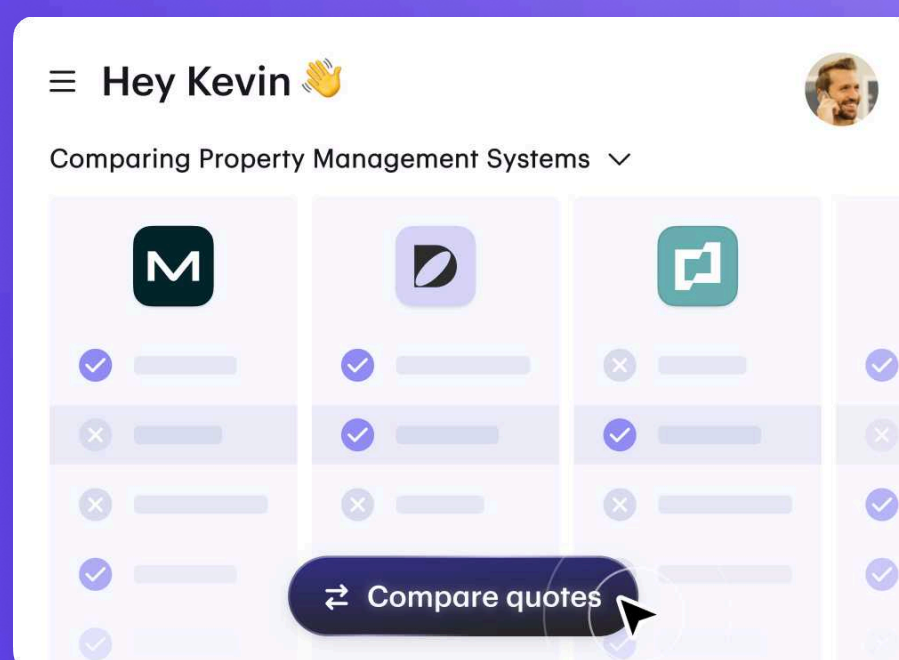 Hey Kevin 👋
Comparing Property Management Systems
Compare quotes